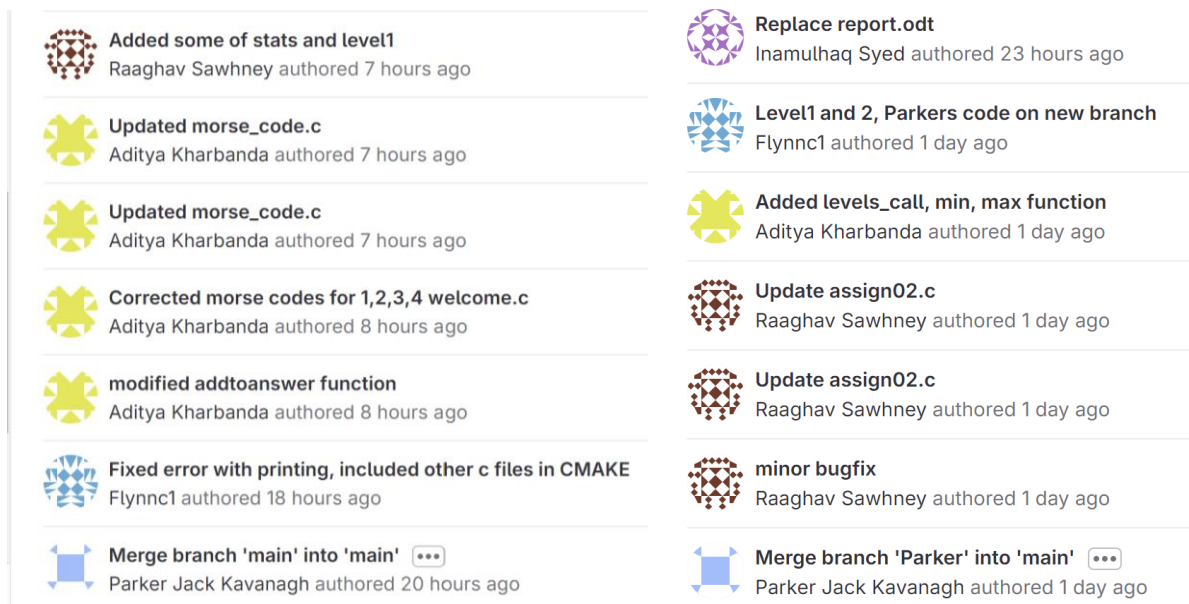 Added some of stats and level1
Raaghav Sawhney authored 7 hours ago
Updated morse_code.c
Aditya Kharbanda authored 7 hours ago
Updated morse_code.c
Aditya Kharbanda authored 7 hours ago
Corrected morse codes for 1,2,3,4 welcome.c
Aditya Kharbanda authored 8 hours ago
modified addtoanswer function
Aditya Kharbanda authored 8 hours ago
Fixed error with printing, included other c files in CMAKE
Flynnc1 authored 18 hours ago
Merge branch 'main' into 'main'
Parker Jack Kavanagh authored 20 hours ago
Replace report.odt
Inamulhaq Syed authored 23 hours ago
Level1 and 2, Parkers code on new branch
Flynnc1 authored 1 day ago
Added levels_call, min, max function
Aditya Kharbanda authored 1 day ago
Update assign02.c
Raaghav Sawhney authored 1 day ago
Update assign02.c
Raaghav Sawhney authored 1 day ago
minor bugfix
Raaghav Sawhney authored 1 day ago
Merge branch 'Parker' into 'main'
Parker Jack Kavanagh authored 1 day ago